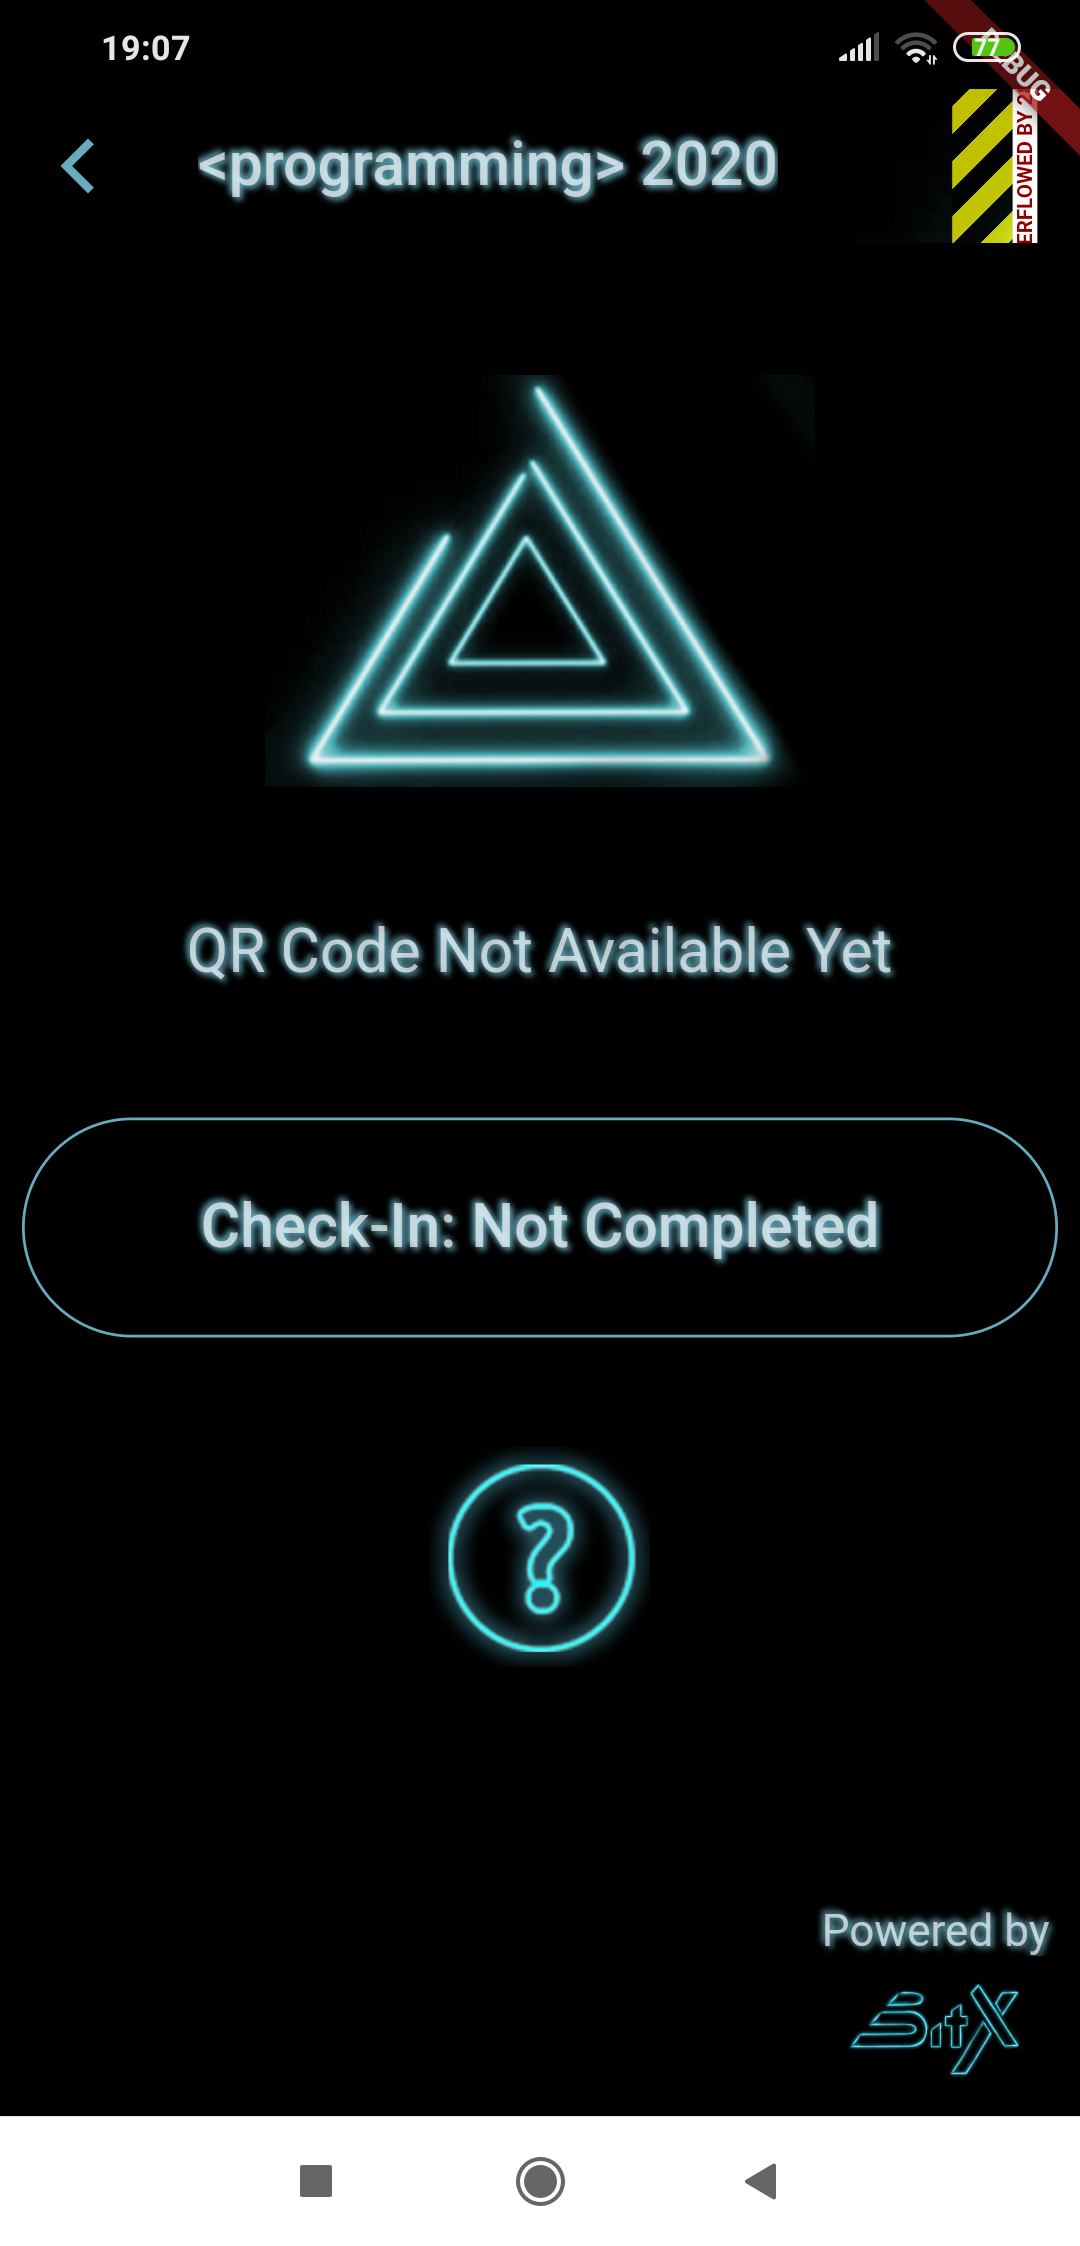 19:07
77
<programming> 2020
ERFLOWED BY 2
QR Code Not Available Yet
Check-In: Not Completed
?
Powered by
BitX